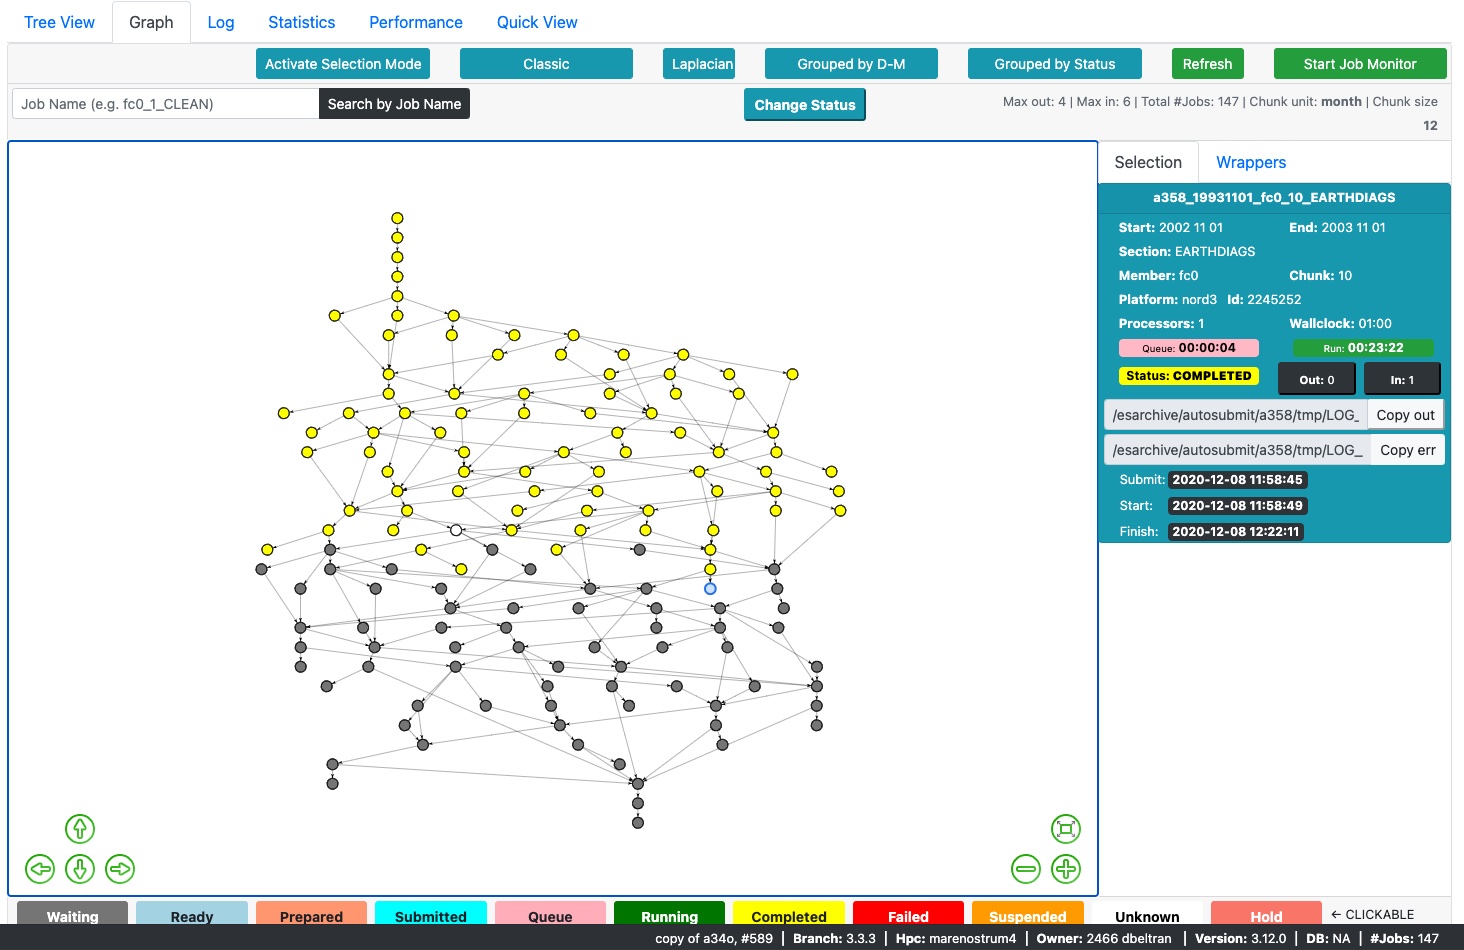 Tree View Graph Log Statistics Performance Quick View
Activate Selection Mode Classic Laplacian Grouped by D-M Grouped by Status Refresh Start Job Monitor
Job Name (e.g. fc0_1_CLEAN) Search by Job Name Change Status Max out: 4 | Max in: 6 | Total #Jobs: 147 | Chunk unit: month | Chunk size
12
Selection Wrappers
a358_19931101_fc0_10_EARTHDIAGS
Start: 2002 11 01 End: 2003 11 01
Section: EARTHDIAGS
Member: fc0 Chunk: 10
Platform: nord3 Id: 2245252
Processors: 1 Wallclock: 01:00
Queue: 00:00:04 Run: 00:23:22
Status: COMPLETED Out: 0 In: 1
/esarchive/autosubmit/a358/tmp/LOG_ Copy out
/esarchive/autosubmit/a358/tmp/LOG_ Copy err
Submit: 2020-12-08 11:58:45
Start: 2020-12-08 11:58:49
Finish: 2020-12-08 12:22:11
Waiting Ready Prepared Submitted Queue Running Completed Failed Suspended Unknown Hold ← CLICKABLE
copy of a34o, #589 | Branch: 3.3.3 | Hpc: marenostrum4 | Owner: 2466 dbeltran | Version: 3.12.0 | DB: NA | #Jobs: 147